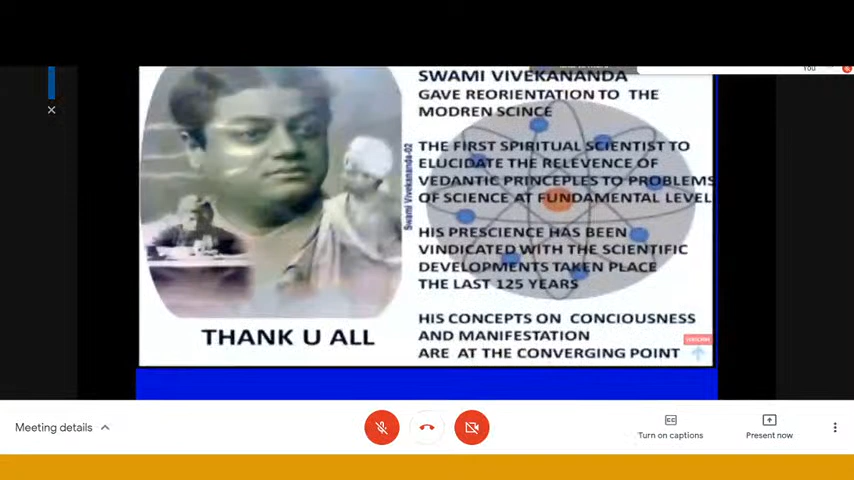 You
SWAMI VIVEKANANDA
GAVE REORIENTATION TO THE
MODREN SCINCE
THE FIRST SPIRITUAL SCIENTIST TO
ELUCIDATE THE RELEVENCE OF
VEDANTIC PRINCEPLES TO PROBLEMS
OF SCIENCE AT FUNDAMENTAL LEVEL
HIS PRESCIENCE HAS BEEN
VINDICATED WITH THE SCIENTIFIC
DEVELOPMENTS TAKEN PLACE
THE LAST 125 YEARS
HIS CONCEPTS ON CONCIOUSNESS
AND MANIFESTATION
ARE AT THE CONVERGING POINT
Swami Vivekananda-02
THANK U ALL
Meeting details
Turn on captions
Present now